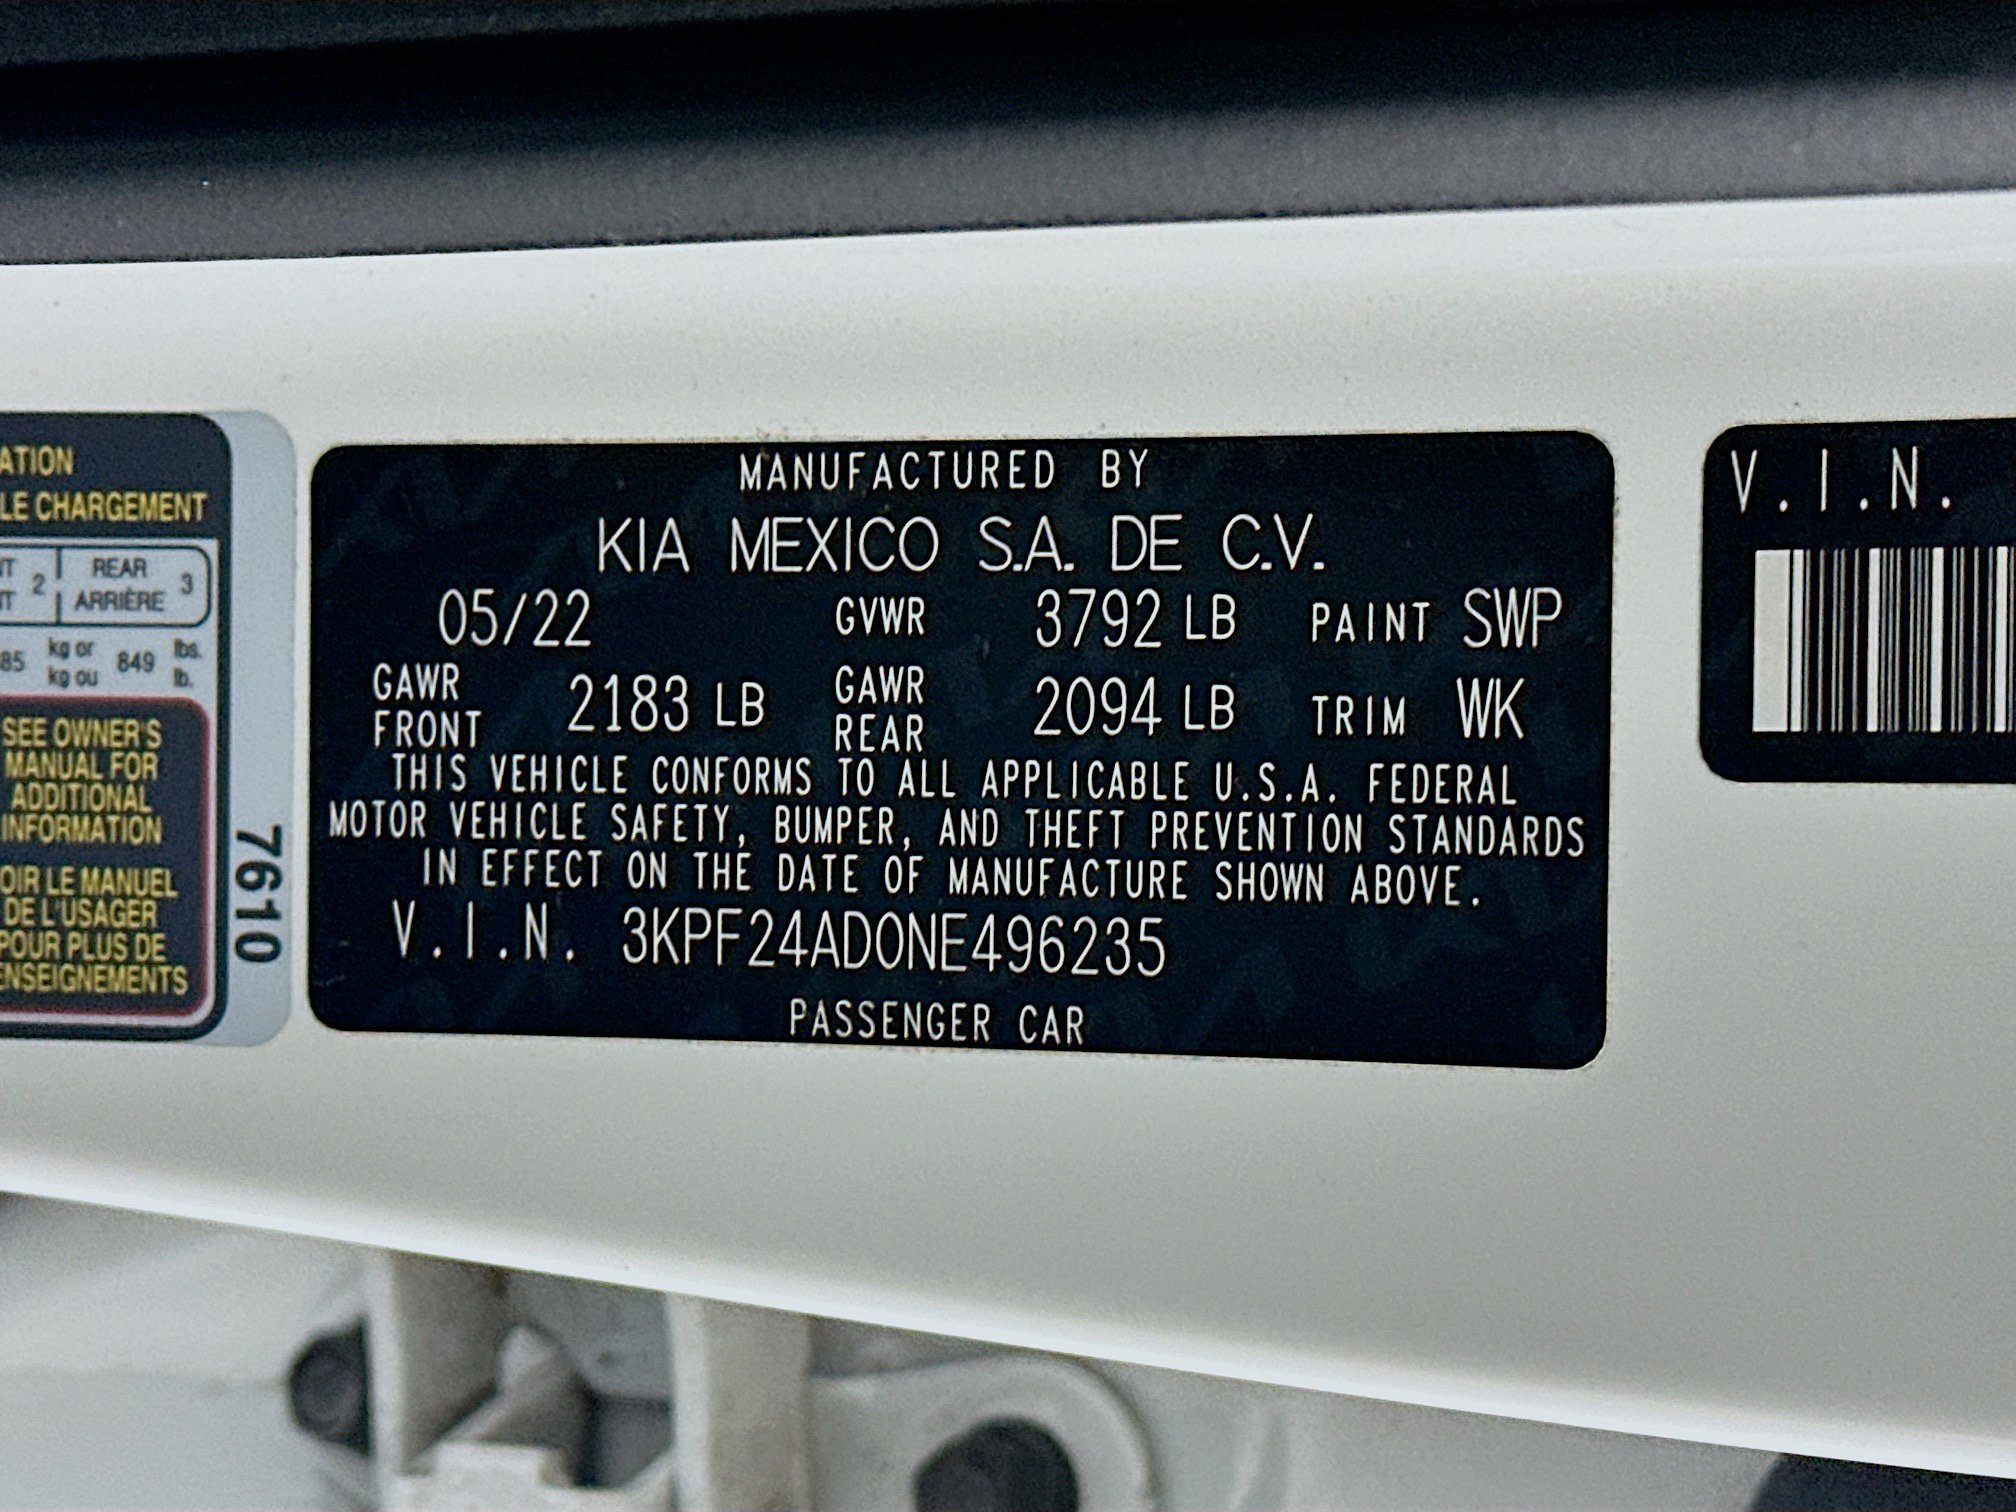 ATION
LE CHARGEMENT
2 REAR 3
ARRIÈRE
kg or lbs.
85 849
kg ou lb.
SEE OWNER'S
MANUAL FOR
ADDITIONAL
INFORMATION
OIR LE MANUEL
DE L'USAGER
POUR PLUS DE
ENSEIGNEMENTS
7610
MANUFACTURED BY
KIA MEXICO S.A. DE C.V.
05/22 GVWR 3792 LB PAINT SWP
GAWR FRONT 2183 LB GAWR REAR 2094 LB TRIM WK
THIS VEHICLE CONFORMS TO ALL APPLICABLE U.S.A. FEDERAL
MOTOR VEHICLE SAFETY, BUMPER, AND THEFT PREVENTION STANDARDS
IN EFFECT ON THE DATE OF MANUFACTURE SHOWN ABOVE.
V.I.N. 3KPF24AD0NE496235
PASSENGER CAR
V.I.N.